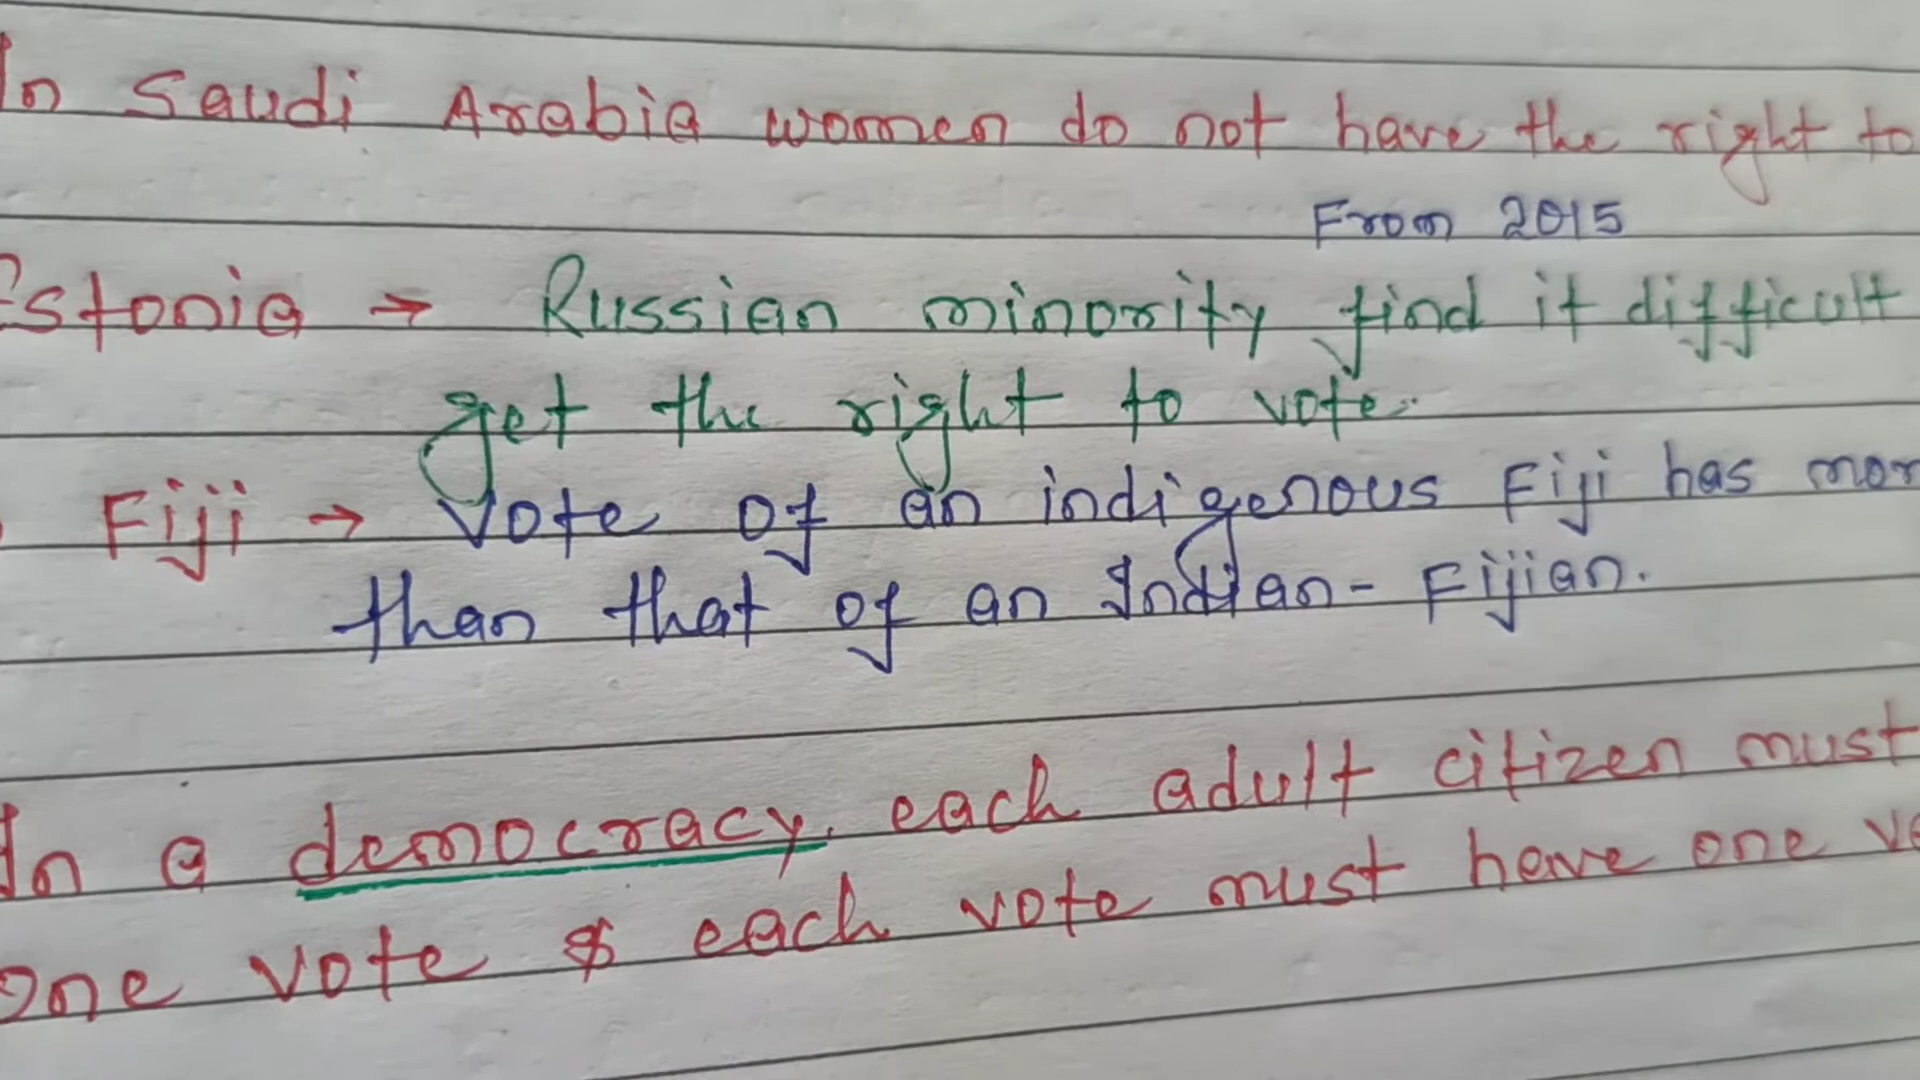 In Saudi Arabia women do not have the right to
From 2015
Estonia → Russian minority find it difficult
get the right to vote.
Fiji → Vote of an indigenous Fiji has
than that of an Indian - Fijian.
In a democracy, each adult citizen must
One vote & each vote must have one